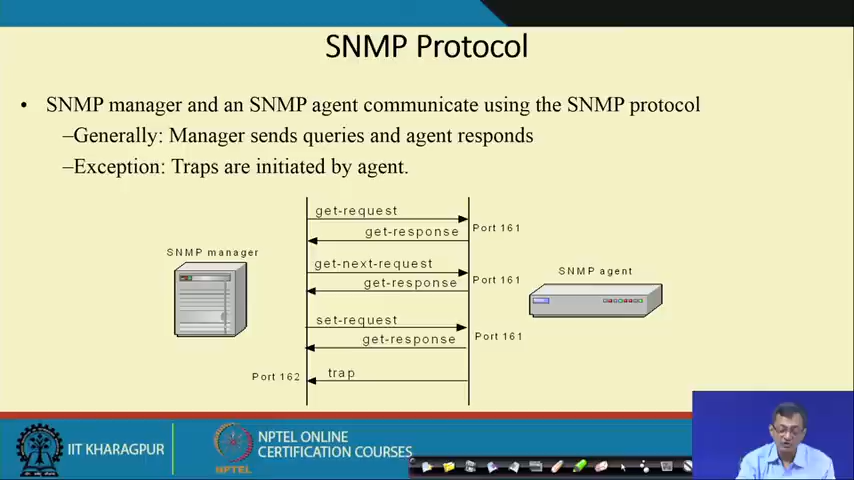 SNMP Protocol
• SNMP manager and an SNMP agent communicate using the SNMP protocol
–Generally: Manager sends queries and agent responds
–Exception: Traps are initiated by agent.
get-request
get-response
Port 161
SNMP manager
get-next-request
get-response
Port 161
SNMP agent
set-request
get-response
Port 161
trap
Port 162
IIT KHARAGPUR
NPTEL
NPTEL ONLINE
CERTIFICATION COURSES